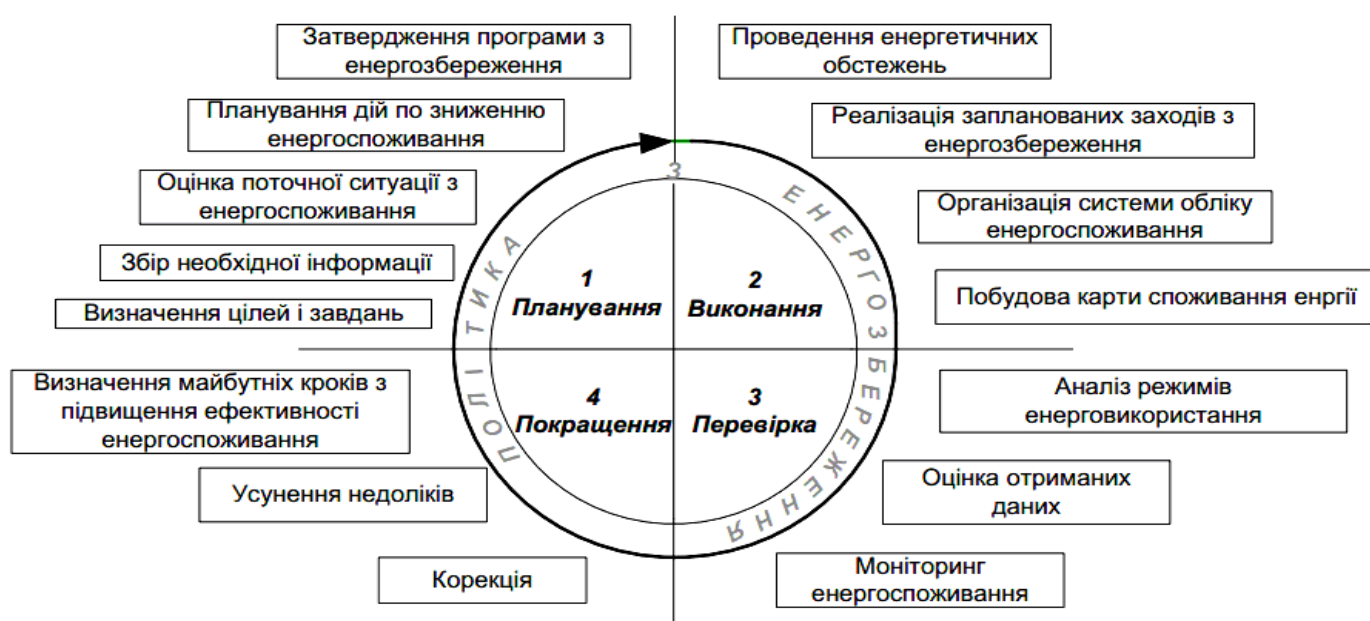 Затвердження програми з
енергозбереження
Планування дій по зниженню
енергоспоживання
Оцінка поточної ситуації з
енергоспоживання
Збір необхідної інформації
Визначення цілей і завдань
Проведення енергетичних
обстежень
Реалізація запланованих заходів з
енергозбереження
Організація системи обліку
енергоспоживання
Побудова карти споживання енргії
ПОЛІТИКА З ЕНЕРГОЗБЕРЕЖЕННЯ
1
Планування
2
Виконання
4
Покращення
3
Перевірка
Визначення майбутніх кроків з
підвищення ефективності
енергоспоживання
Усунення недоліків
Корекція
Аналіз режимів
енерговикористання
Оцінка отриманих
даних
Моніторинг
енергоспоживання